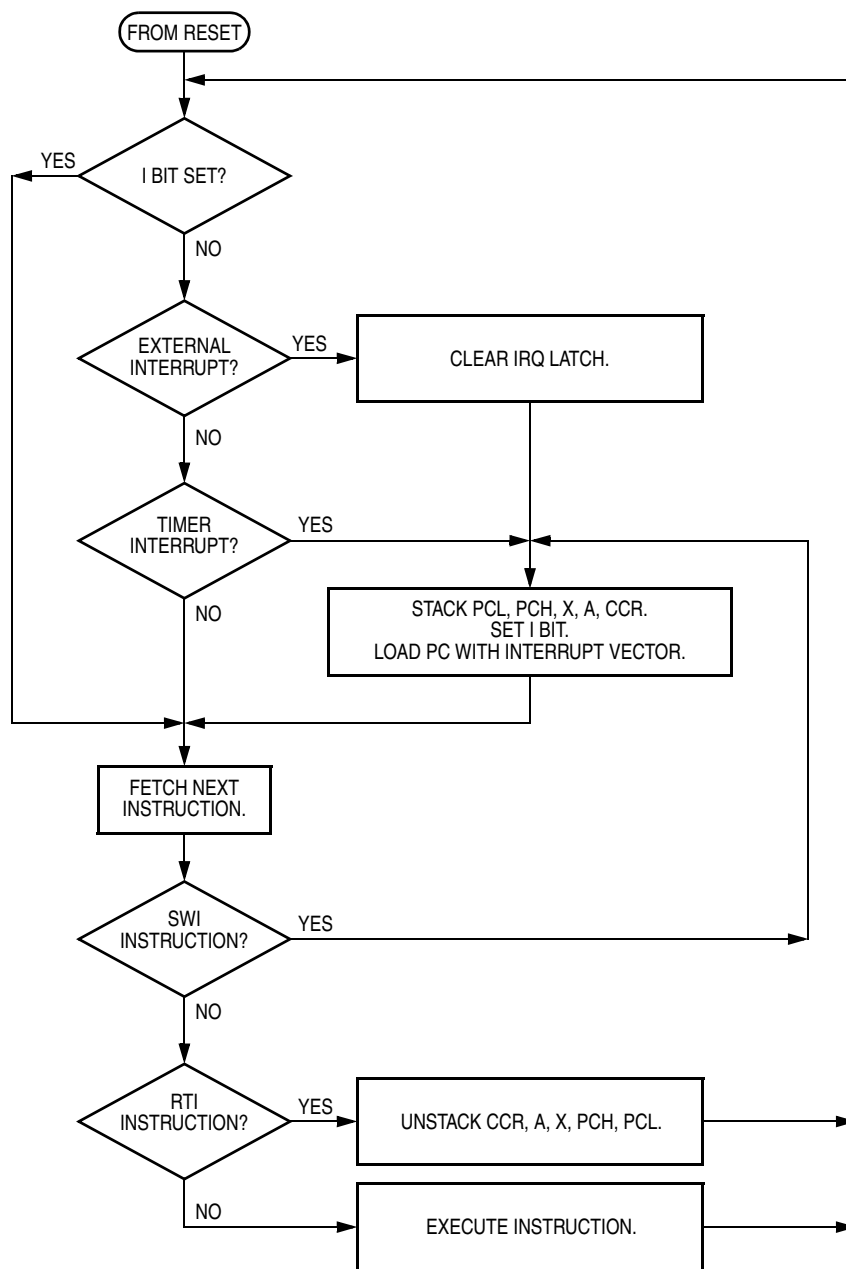 FROM RESET
YES
I BIT SET?
NO
EXTERNAL
INTERRUPT?
YES
CLEAR IRQ LATCH.
NO
TIMER
INTERRUPT?
YES
NO
STACK PCL, PCH, X, A, CCR.
SET I BIT.
LOAD PC WITH INTERRUPT VECTOR.
FETCH NEXT
INSTRUCTION.
SWI
INSTRUCTION?
YES
NO
RTI
INSTRUCTION?
YES
UNSTACK CCR, A, X, PCH, PCL.
NO
EXECUTE INSTRUCTION.